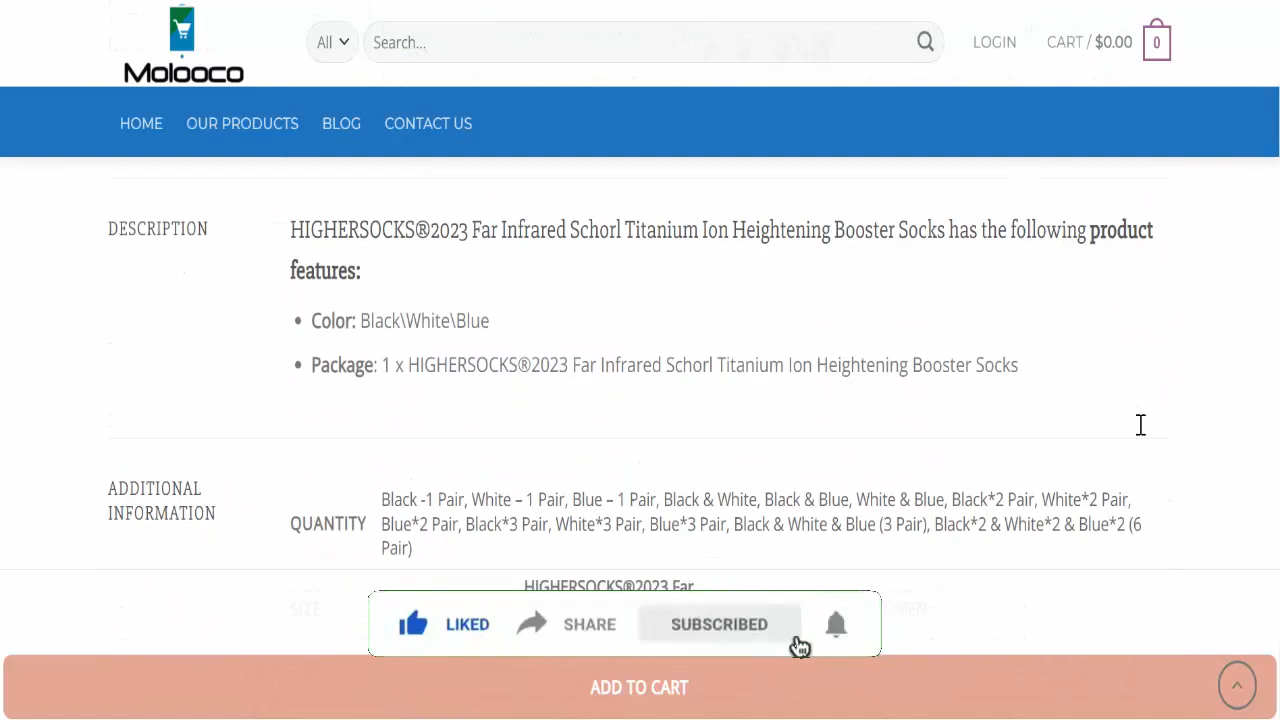 Molooco
All
Search...
LOGIN
CART / $0.00
0
HOME
OUR PRODUCTS
BLOG
CONTACT US
DESCRIPTION
HIGHERSOCKS®2023 Far Infrared Schorl Titanium Ion Heightening Booster Socks has the following product
features:
• Color: Black\White\Blue
• Package: 1 x HIGHERSOCKS®2023 Far Infrared Schorl Titanium Ion Heightening Booster Socks
ADDITIONAL
INFORMATION
QUANTITY
Black -1 Pair, White – 1 Pair, Blue – 1 Pair, Black & White, Black & Blue, White & Blue, Black*2 Pair, White*2 Pair,
Blue*2 Pair, Black*3 Pair, White*3 Pair, Blue*3 Pair, Black & White & Blue (3 Pair), Black*2 & White*2 & Blue*2 (6
Pair)
HIGHERSOCKS®2023 Far
SIZE
LIKED
SHARE
SUBSCRIBED
ADD TO CART